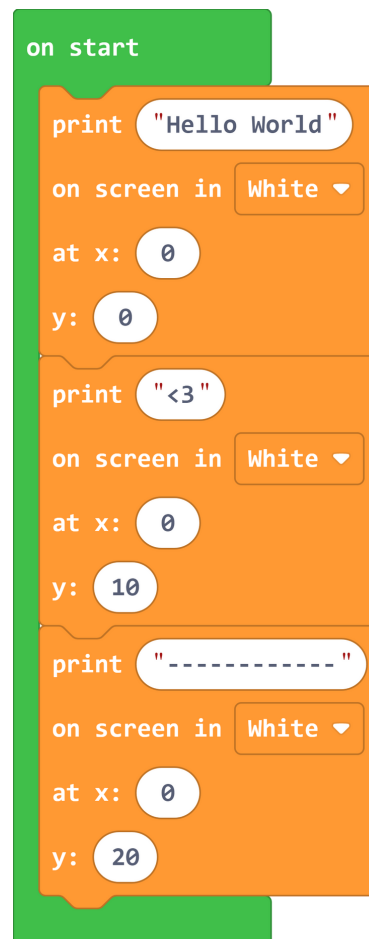 on start
print "Hello World"
on screen in White
at x: 0
y: 0
print "<3"
on screen in White
at x: 0
y: 10
print "------------"
on screen in White
at x: 0
y: 20